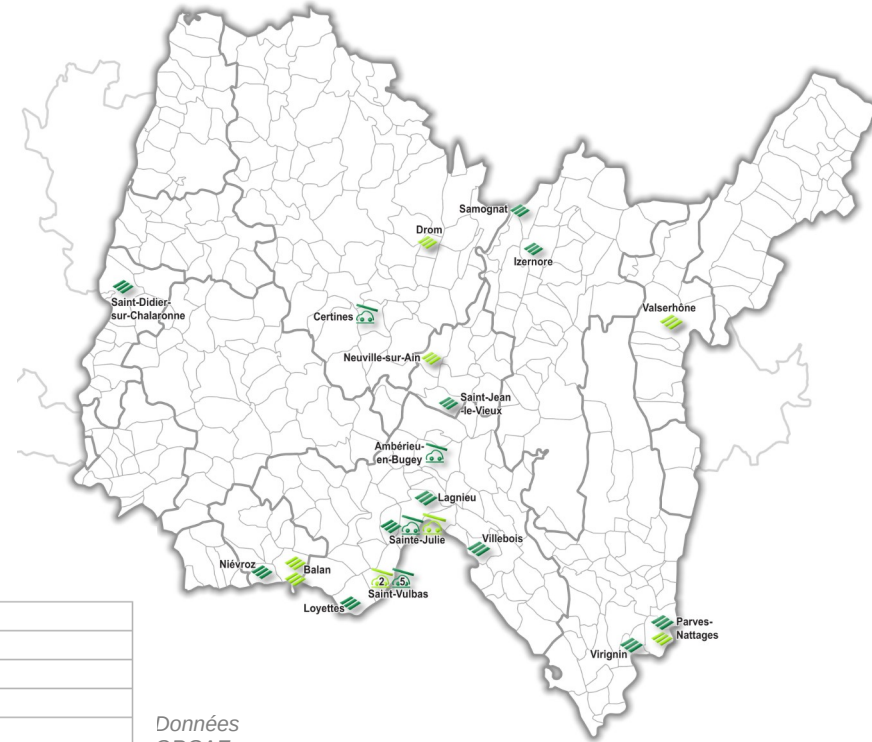 Samognat
Drom
Izernore
Saint-Didier-
sur-Chalaronne
Certines
Valserhône
Neuville-sur-Ain
Saint-Jean
-le-Vieux
Ambérieu-
en-Bugey
Lagnieu
Sainte-Julie
Villebois
Niévroz
Balan
2
5
Saint-Vulbas
Loyettes
Parves-
Nattages
Virignin
Données